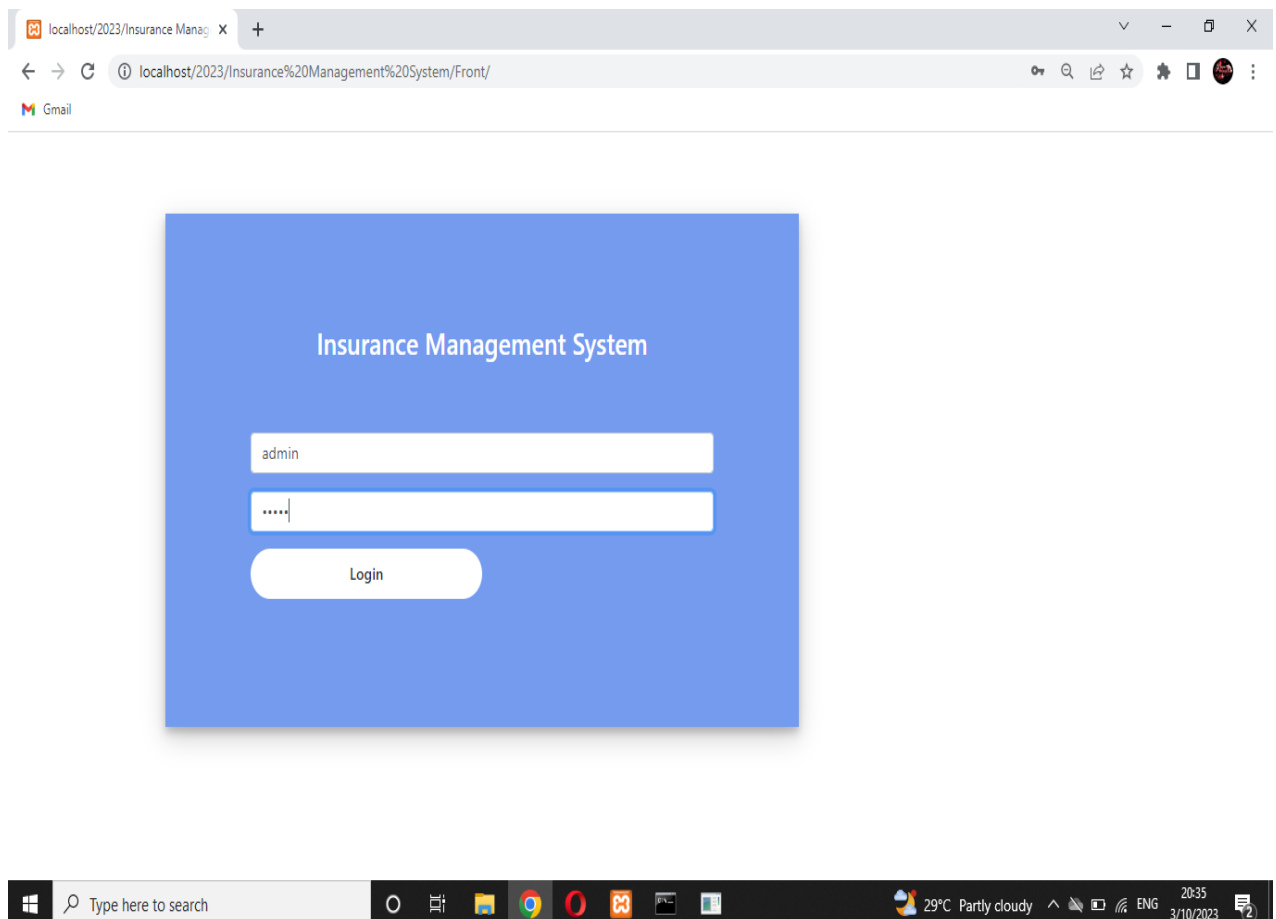 localhost/2023/Insurance Manag
localhost/2023/Insurance%20Management%20System/Front/
Gmail
Insurance Management System
admin
•••••
Login
Type here to search
29°C Partly cloudy
ENG
20:35
3/10/2023
2